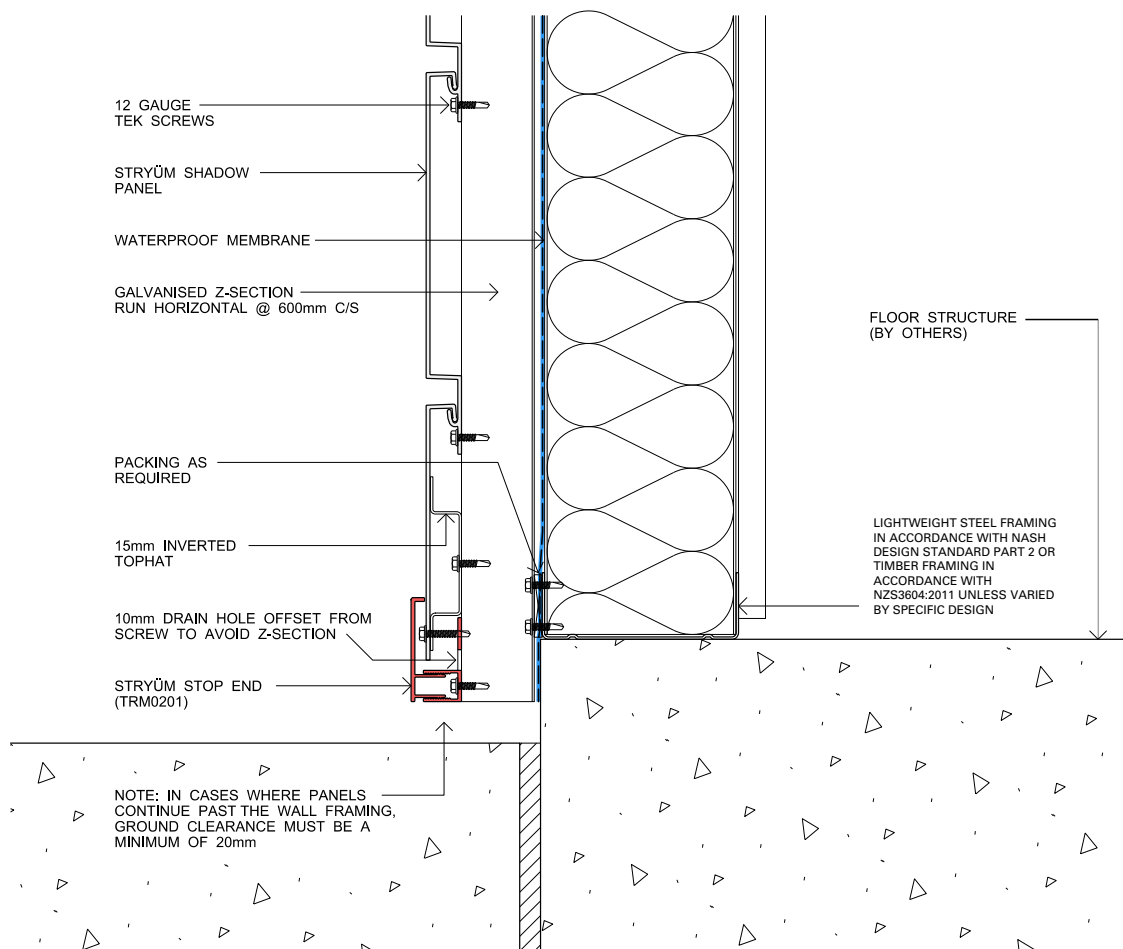 12 GAUGE
TEK SCREWS
STRYÜM SHADOW
PANEL
WATERPROOF MEMBRANE
GALVANISED Z-SECTION
RUN HORIZONTAL @ 600mm C/S
FLOOR STRUCTURE
(BY OTHERS)
PACKING AS
REQUIRED
LIGHTWEIGHT STEEL FRAMING
IN ACCORDANCE WITH NASH
DESIGN STANDARD PART 2 OR
TIMBER FRAMING IN
ACCORDANCE WITH
NZS3604:2011 UNLESS VARIED
BY SPECIFIC DESIGN
15mm INVERTED
TOPHAT
10mm DRAIN HOLE OFFSET FROM
SCREW TO AVOID Z-SECTION
STRYÜM STOP END
(TRM0201)
NOTE: IN CASES WHERE PANELS
CONTINUE PAST THE WALL FRAMING,
GROUND CLEARANCE MUST BE A
MINIMUM OF 20mm